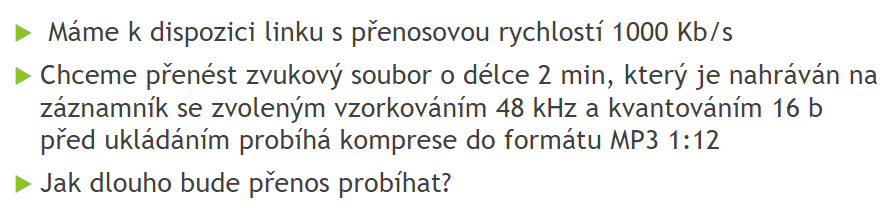 Máme k dispozici linku s přenosovou rychlostí 1000 Kb/s
Chceme přenést zvukový soubor o délce 2 min, který je nahráván na
záznamník se zvoleným vzorkováním 48 kHz a kvantováním 16 b
před ukládáním probíhá komprese do formátu MP3 1:12
Jak dlouho bude přenos probíhat?